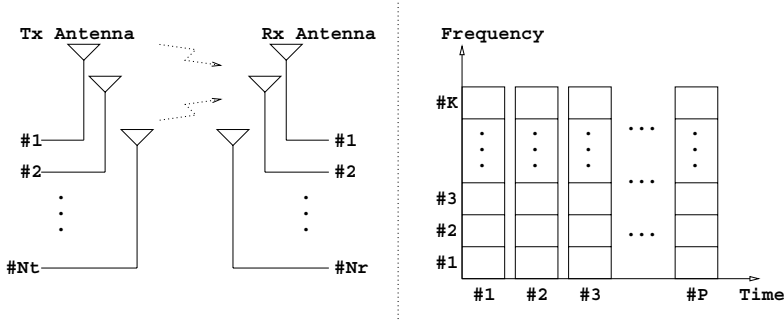 Tx Antenna
Rx Antenna
#1
#2
#Nt
#1
#2
#Nr
Frequency
#K
#3
#2
#1
#1 #2 #3 #P Time